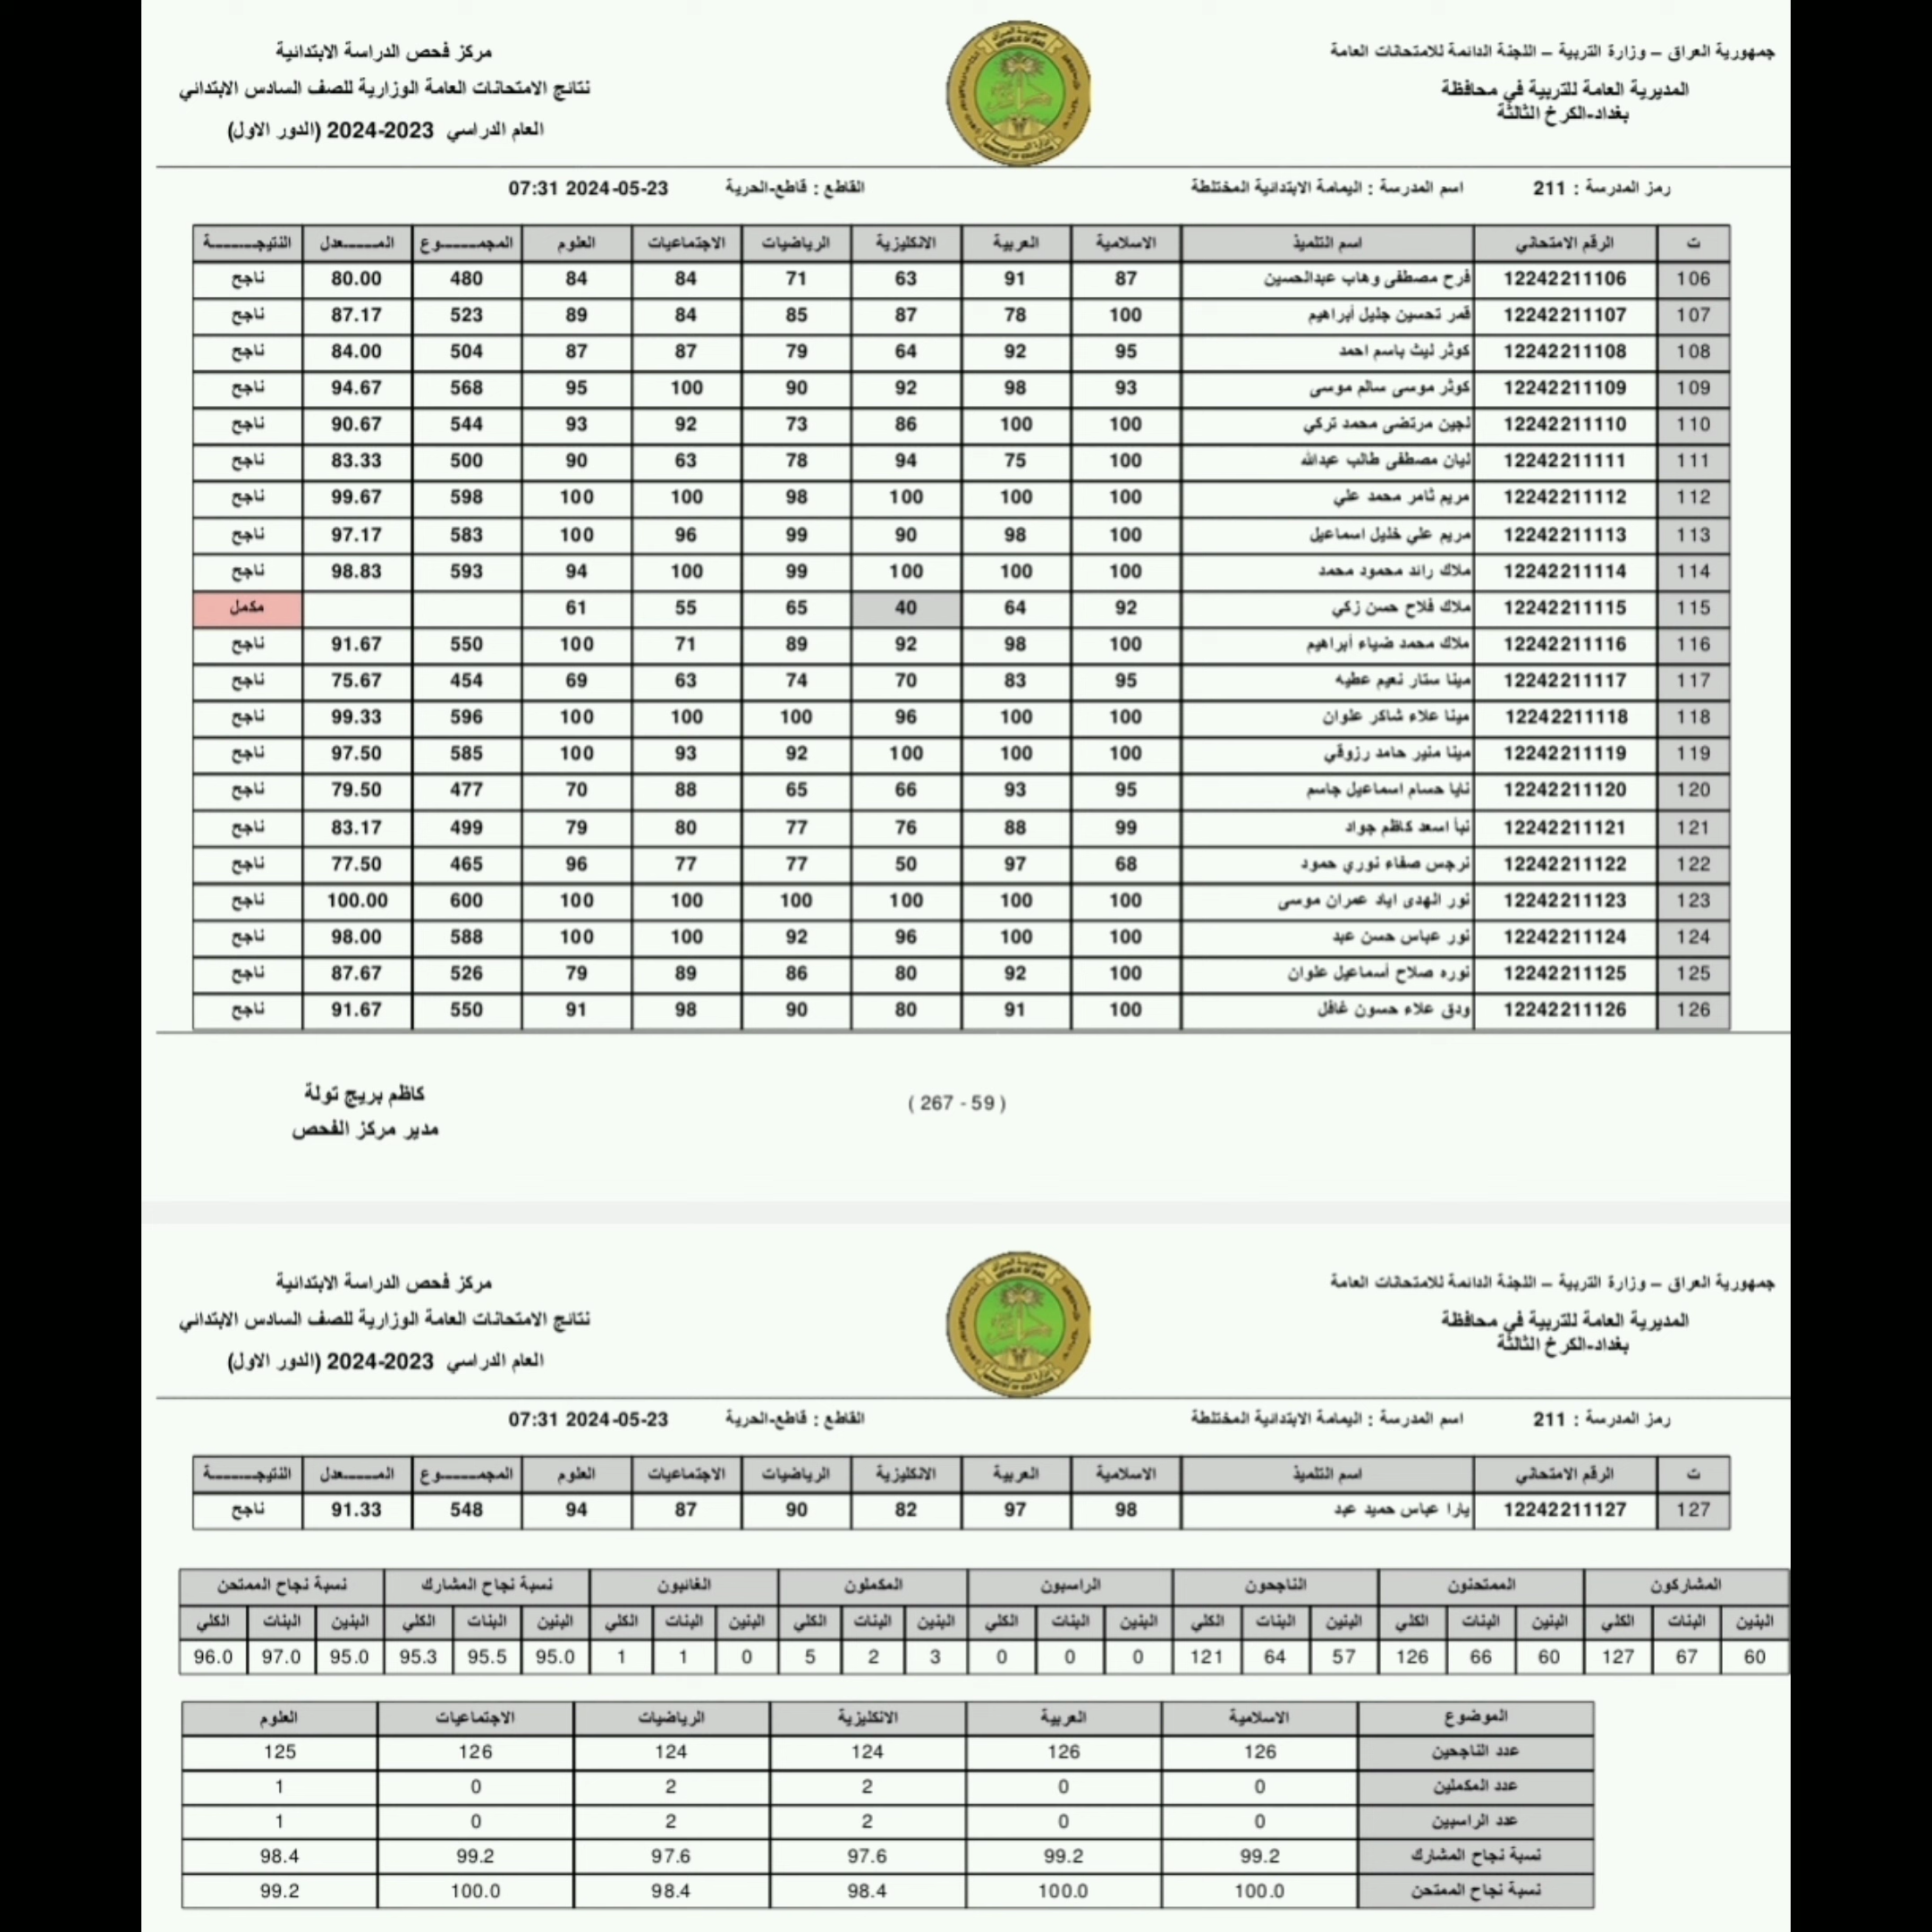 جمهورية العراق – وزارة التربية – اللجنة الدائمة للامتحانات العامة
المديرية العامة للتربية في محافظة
بغداد-الكرخ الثالثة
مركز فحص الدراسة الابتدائية
نتائج الامتحانات العامة الوزارية للصف السادس الابتدائي
العام الدراسي 2023-2024 (الدور الاول)
رمز المدرسة : 211 اسم المدرسة : اليمامة الابتدائية المختلطة القاطع : قاطع-الحرية 2024-05-23 07:31
ت الرقم الامتحاني اسم التلميذ الاسلامية العربية الانكليزية الرياضيات الاجتماعيات العلوم المجمـــوع المـــعدل النتيجـــة
106 12242211106 فرح مصطفى وهاب عبدالحسين 87 91 63 71 84 84 480 80.00 ناجح
107 12242211107 قمر تحسين جليل أبراهيم 100 78 87 85 84 89 523 87.17 ناجح
108 12242211108 كوثر ليث باسم احمد 95 92 64 79 87 87 504 84.00 ناجح
109 12242211109 كوثر موسى سالم موسى 93 98 92 90 100 95 568 94.67 ناجح
110 12242211110 لجين مرتضى محمد تركي 100 100 86 73 92 93 544 90.67 ناجح
111 12242211111 ليان مصطفى طالب عبدالله 100 75 94 78 63 90 500 83.33 ناجح
112 12242211112 مريم ثامر محمد علي 100 100 100 98 100 100 598 99.67 ناجح
113 12242211113 مريم علي خليل اسماعيل 100 98 90 99 96 100 583 97.17 ناجح
114 12242211114 ملاك رائد محمود محمد 100 100 100 99 100 94 593 98.83 ناجح
115 12242211115 ملاك فلاح حسن زكي 92 64 40 65 55 61 مكمل
116 12242211116 ملاك محمد ضياء أبراهيم 100 98 92 89 71 100 550 91.67 ناجح
117 12242211117 مينا ستار نعيم عطيه 95 83 70 74 63 69 454 75.67 ناجح
118 12242211118 مينا علاء شاكر علوان 100 100 96 100 100 100 596 99.33 ناجح
119 12242211119 مينا منير حامد رزوقي 100 100 100 92 93 100 585 97.50 ناجح
120 12242211120 نايا حسام اسماعيل جاسم 95 93 66 65 88 70 477 79.50 ناجح
121 12242211121 نبأ اسعد كاظم جواد 99 88 76 77 80 79 499 83.17 ناجح
122 12242211122 نرجس صفاء نوري حمود 68 97 50 77 77 96 465 77.50 ناجح
123 12242211123 نور الهدى اياد عمران موسى 100 100 100 100 100 100 600 100.00 ناجح
124 12242211124 نور عباس حسن عبد 100 100 96 92 100 100 588 98.00 ناجح
125 12242211125 نوره صلاح أسماعيل علوان 100 92 80 86 89 79 526 87.67 ناجح
126 12242211126 ودق علاء حسون غافل 100 91 80 90 98 91 550 91.67 ناجح
( 267 - 59 )
كاظم بريج تولة
مدير مركز الفحص
جمهورية العراق – وزارة التربية – اللجنة الدائمة للامتحانات العامة
المديرية العامة للتربية في محافظة
بغداد-الكرخ الثالثة
مركز فحص الدراسة الابتدائية
نتائج الامتحانات العامة الوزارية للصف السادس الابتدائي
العام الدراسي 2023-2024 (الدور الاول)
رمز المدرسة : 211 اسم المدرسة : اليمامة الابتدائية المختلطة القاطع : قاطع-الحرية 2024-05-23 07:31
ت الرقم الامتحاني اسم التلميذ الاسلامية العربية الانكليزية الرياضيات الاجتماعيات العلوم المجمـــوع المـــعدل النتيجـــة
127 12242211127 يارا عباس حميد عبد 98 97 82 90 87 94 548 91.33 ناجح
المشاركون الممتحنون الناجحون الراسبون المكملون الغائبون نسبة نجاح المشارك نسبة نجاح الممتحن
البنين البنات الكلي البنين البنات الكلي البنين البنات الكلي البنين البنات الكلي البنين البنات الكلي البنين البنات الكلي البنين البنات الكلي البنين البنات الكلي
60 67 127 60 66 126 57 64 121 0 0 0 3 2 5 0 1 1 95.0 95.5 95.3 95.0 97.0 96.0
الموضوع الاسلامية العربية الانكليزية الرياضيات الاجتماعيات العلوم
عدد الناجحين 126 126 124 124 126 125
عدد المكملين 0 0 2 2 0 1
عدد الراسبين 0 0 2 2 0 1
نسبة نجاح المشارك 99.2 99.2 97.6 97.6 99.2 98.4
نسبة نجاح الممتحن 100.0 100.0 98.4 98.4 100.0 99.2